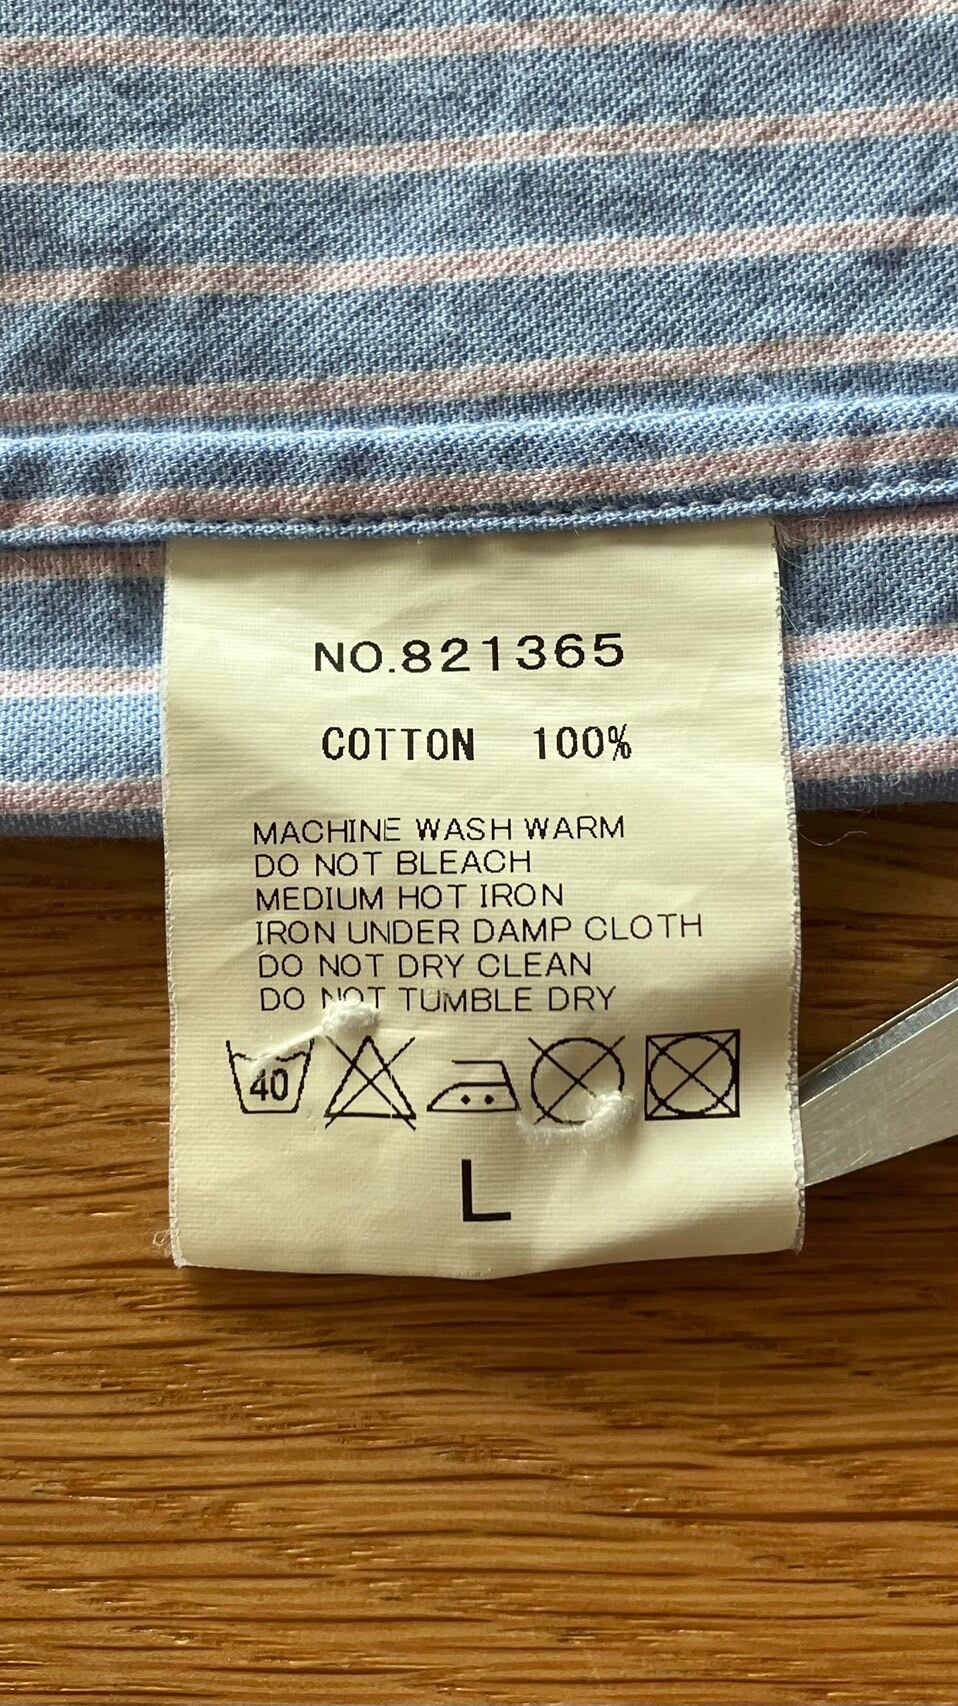 NO.821365
COTTON 100%
MACHINE WASH WARM
DO NOT BLEACH
MEDIUM HOT IRON
IRON UNDER DAMP CLOTH
DO NOT DRY CLEAN
DO NOT TUMBLE DRY
40
L